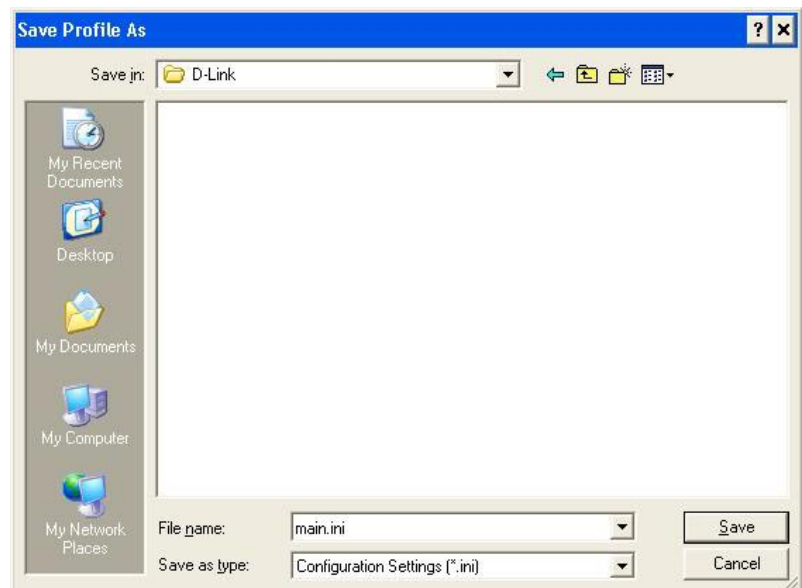 Save Profile As
Save in: D-Link
My Recent
Documents
Desktop
My Documents
My Computer
My Network
Places
File name: main.ini
Save as type: Configuration Settings (*.ini)
Save
Cancel